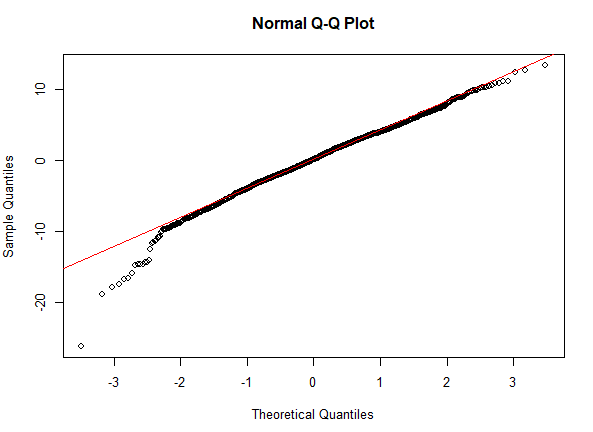 Normal Q-Q Plot
Sample Quantiles
10
0
-10
-20
-3 -2 -1 0 1 2 3
Theoretical Quantiles